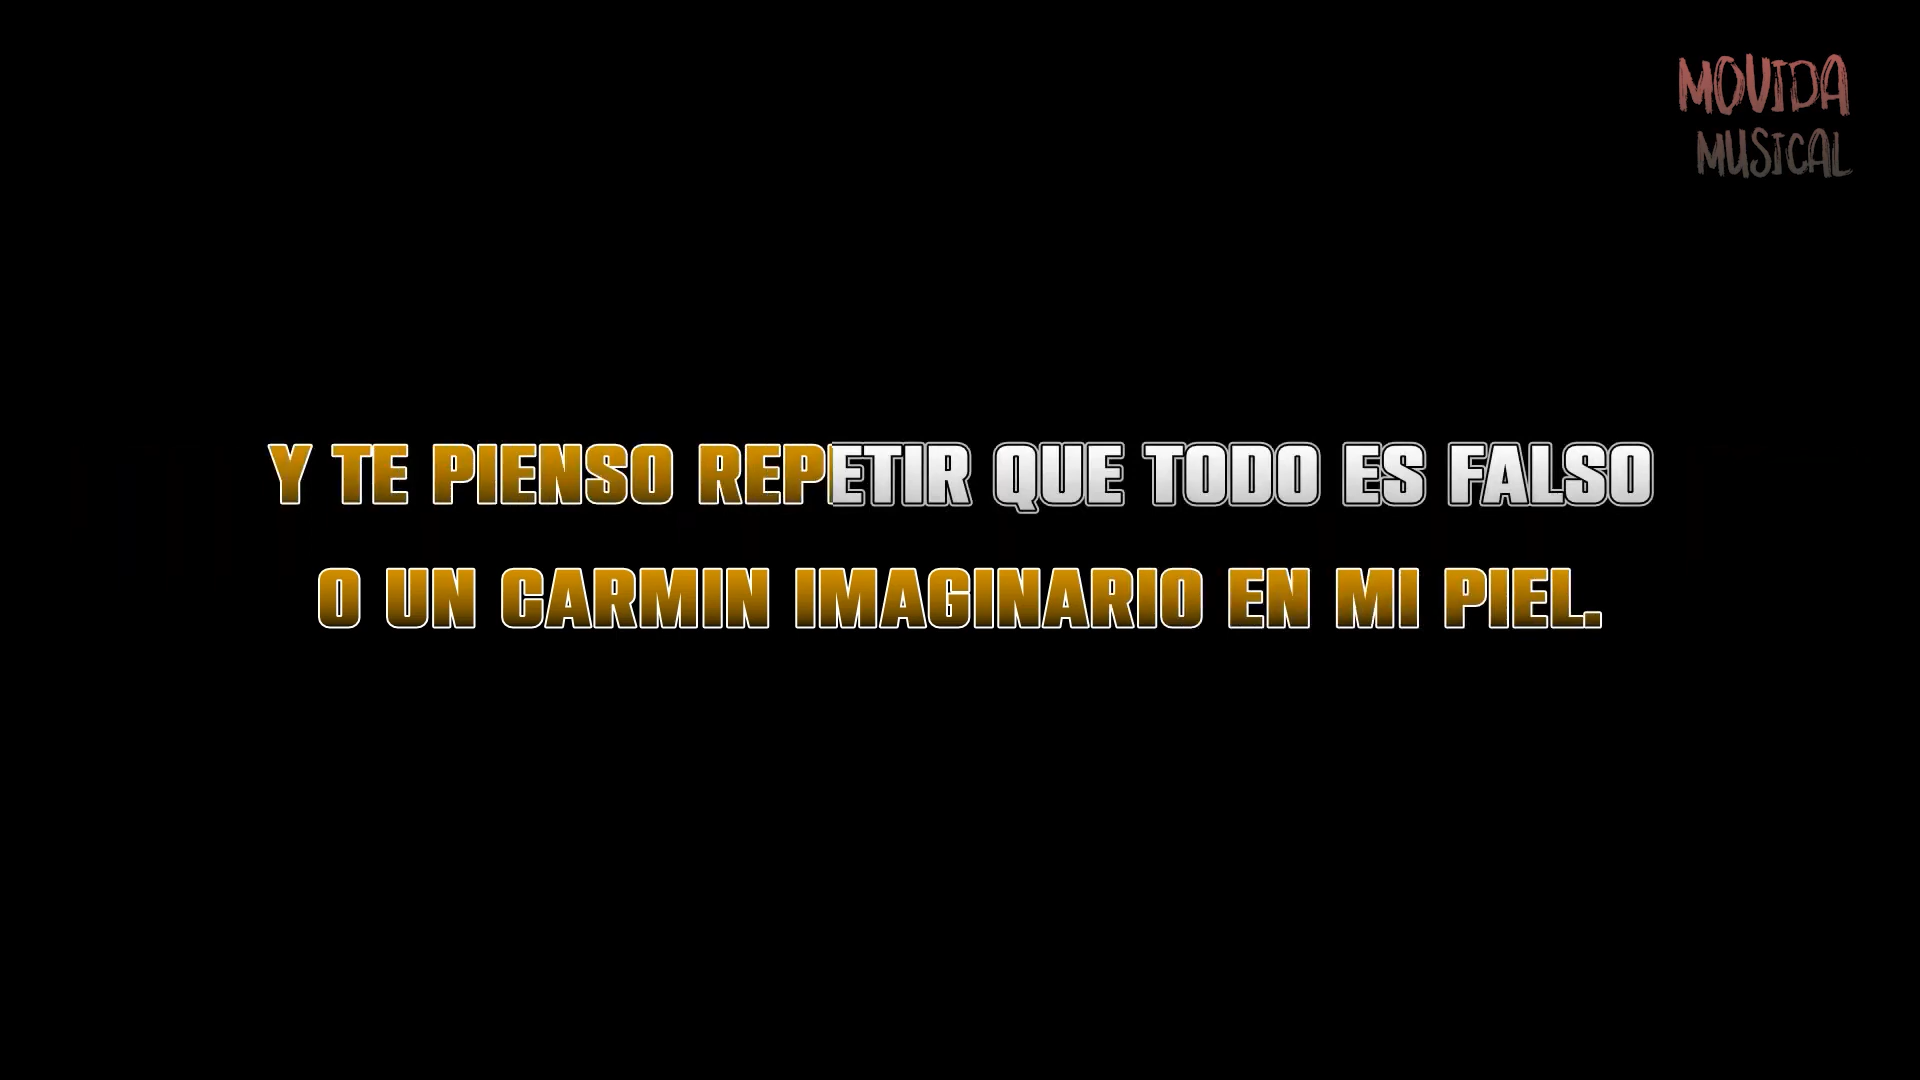 MOVIDA
MUSICAL
Y TE PIENSO REPETIR QUE TODO ES FALSO
O UN CARMIN IMAGINARIO EN MI PIEL.